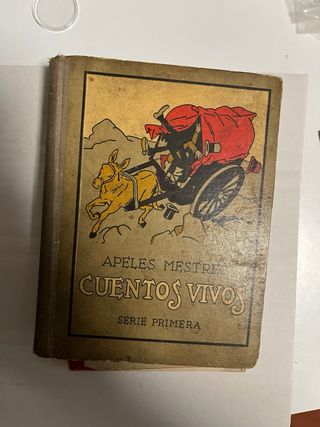 APELES MESTRES
CUENTOS VIVOS
SERIE PRIMERA